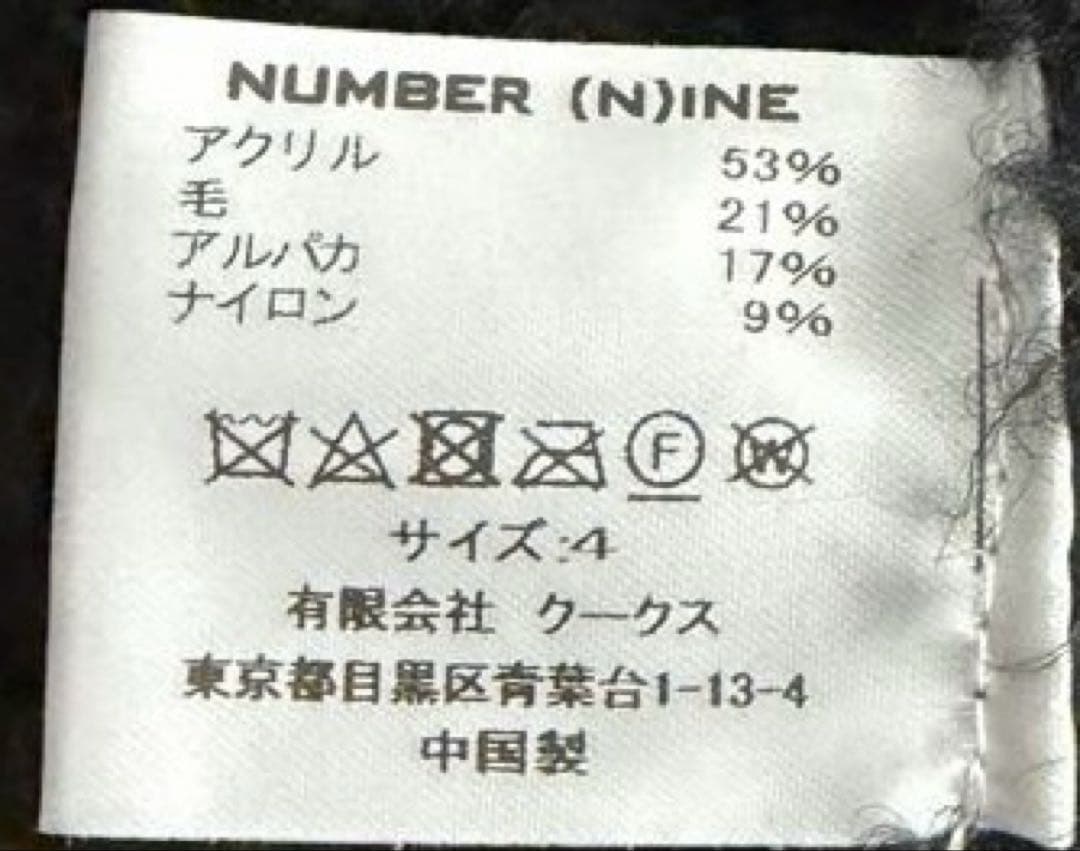 NUMBER (N)INE
アクリル 53%
毛 21%
アルパカ 17%
ナイロン 9%
F W
サイズ:4
有限会社 クークス
東京都目黒区青葉台1-13-4
中国製